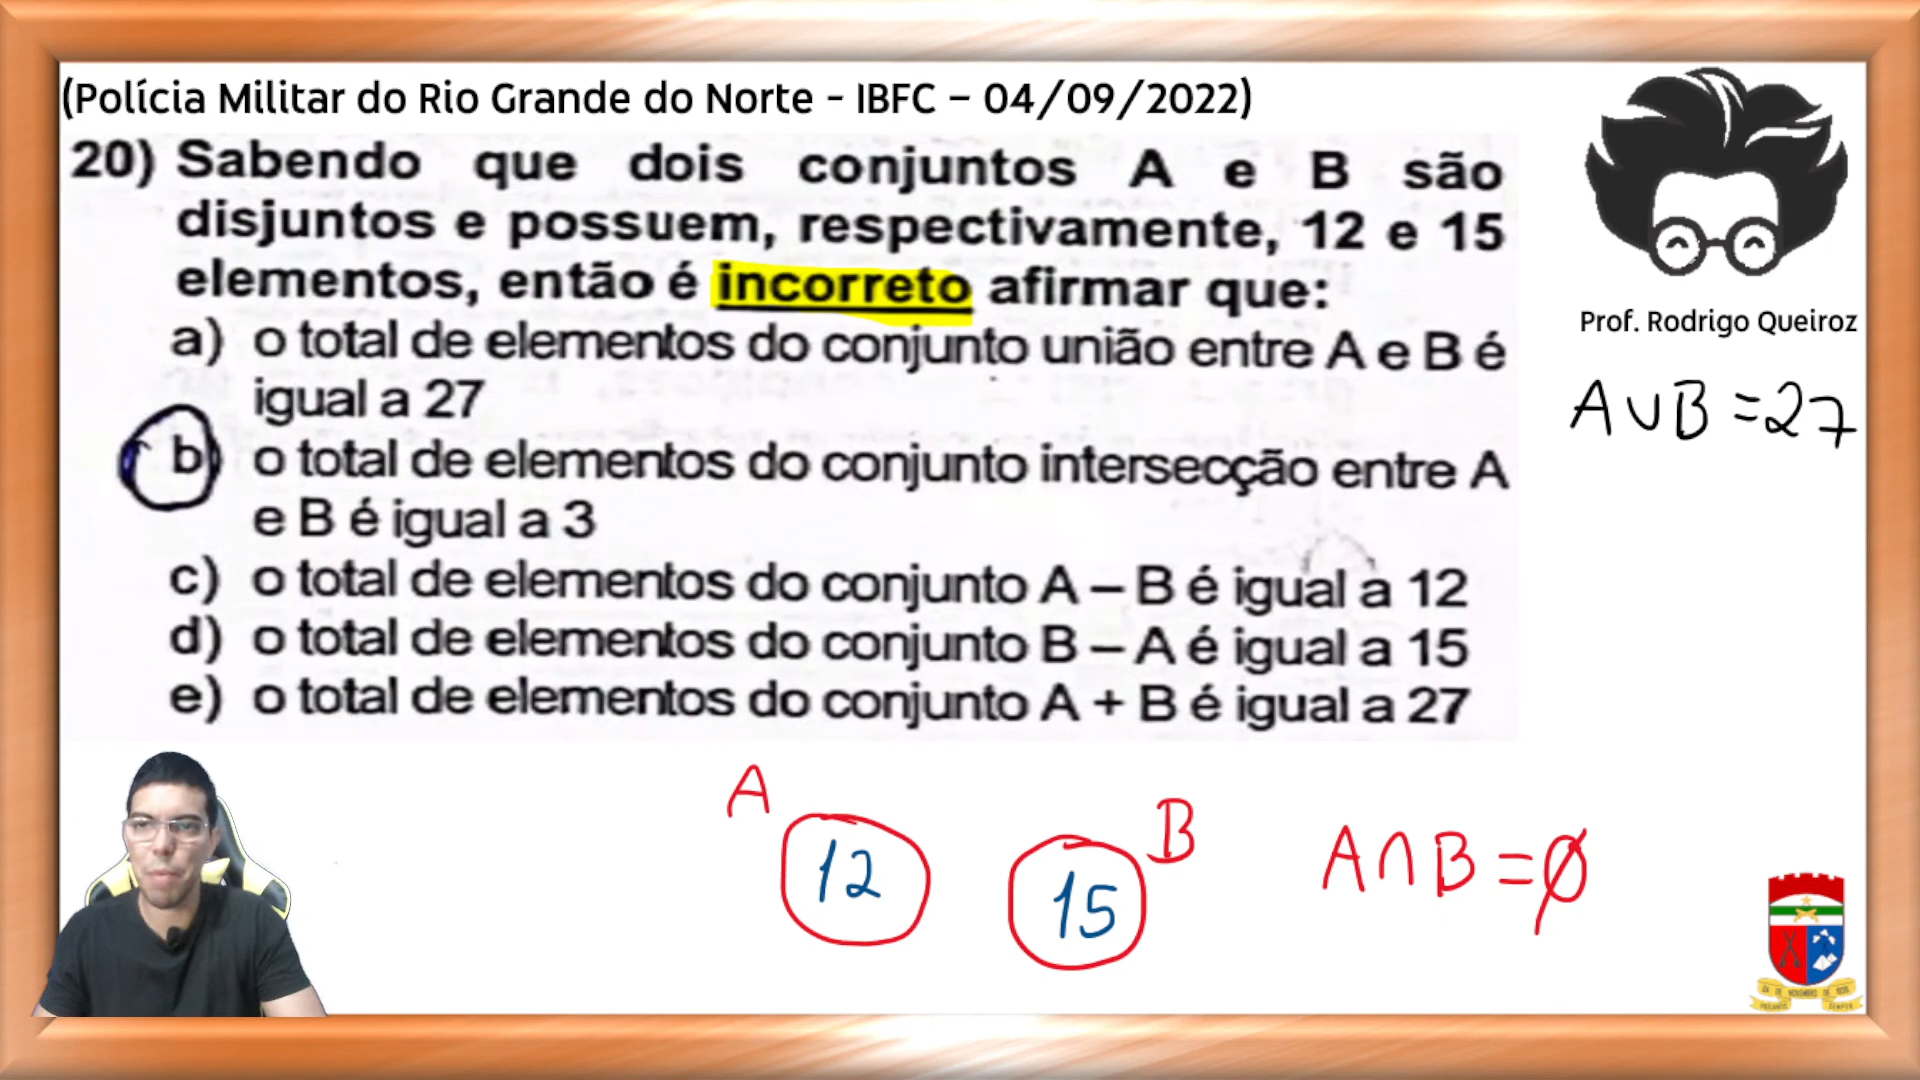 (Polícia Militar do Rio Grande do Norte - IBFC – 04/09/2022)
20) Sabendo que dois conjuntos A e B são
disjuntos e possuem, respectivamente, 12 e 15
elementos, então é incorreto afirmar que:
a) o total de elementos do conjunto união entre A e B é
igual a 27
b) o total de elementos do conjunto intersecção entre A
e B é igual a 3
c) o total de elementos do conjunto A – B é igual a 12
d) o total de elementos do conjunto B – A é igual a 15
e) o total de elementos do conjunto A + B é igual a 27
Prof. Rodrigo Queiroz
A∪B = 27
A
12
B
15
A∩B = ∅